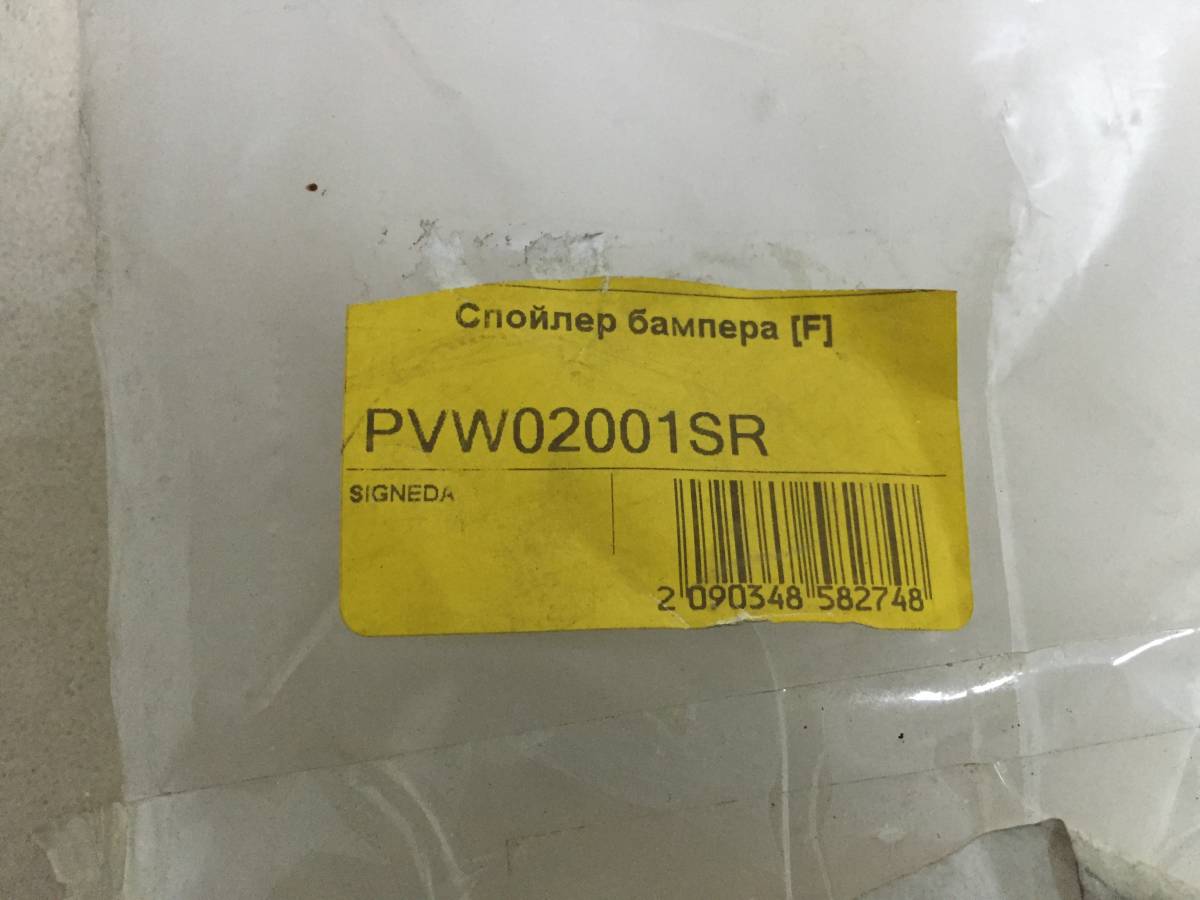 Спойлер бампера [F]
PVW02001SR
SIGNEDA
2 090348 582748